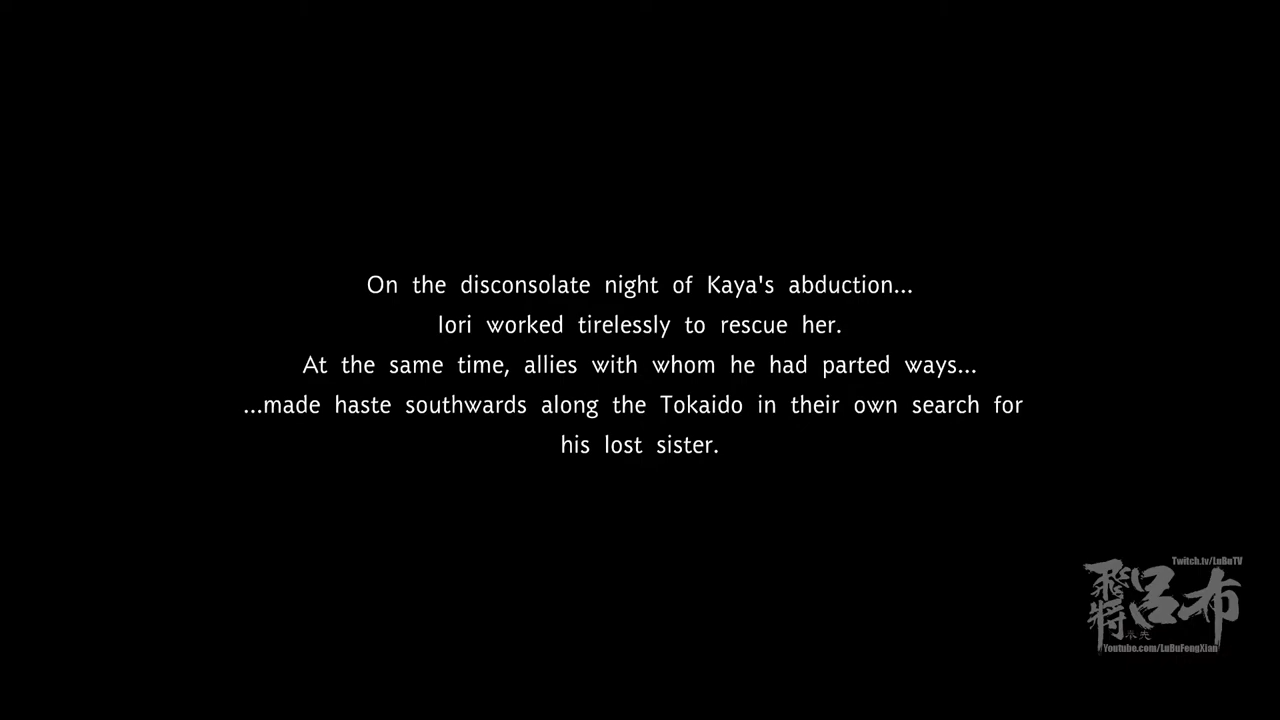 On the disconsolate night of Kaya's abduction...
Iori worked tirelessly to rescue her.
At the same time, allies with whom he had parted ways...
...made haste southwards along the Tokaido in their own search for
his lost sister.
Twitch.tv/LuBuTV
飛將
呂布
奉先
Youtube.com/LuBuFengXian